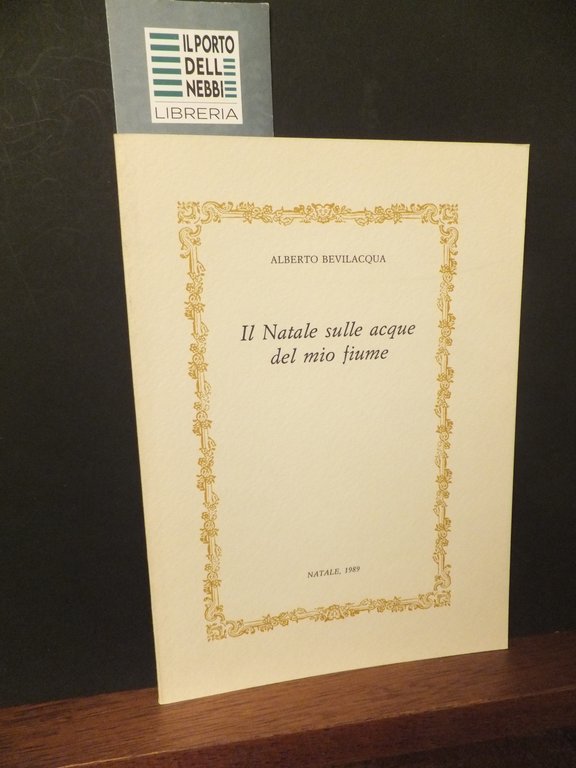 IL PORTO
DELL
NEBBI
LIBRERIA
ALBERTO BEVILACQUA
Il Natale sulle acque
del mio fiume
NATALE, 1989